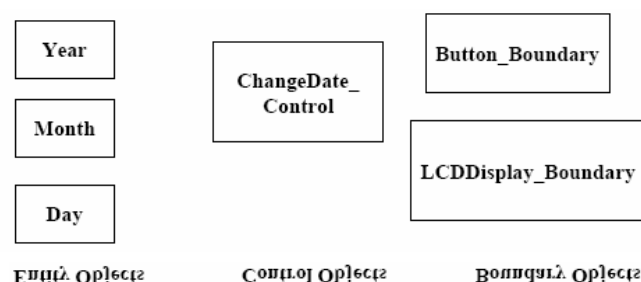 Year
Month
Day
ChangeDate_
Control
Button_Boundary
LCDDisplay_Boundary
Entity Objects
Control Objects
Boundary Objects